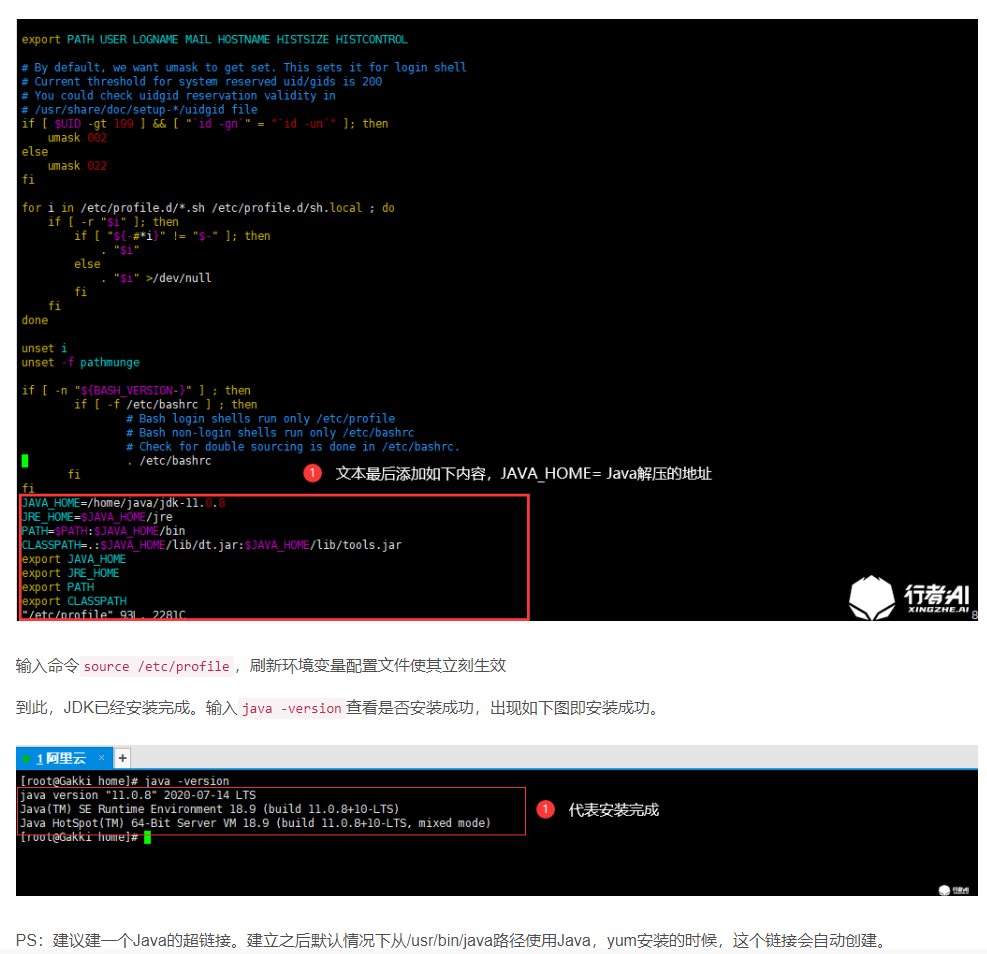 export PATH USER LOGNAME MAIL HOSTNAME HISTSIZE HISTCONTROL
# By default, we want umask to get set. This sets it for login shell
# Current threshold for system reserved uid/gids is 200
# You could check uidgid reservation validity in
# /usr/share/doc/setup-*/uidgid file
if [ $UID -gt 199 ] && [ "`id -gn`" = "`id -un`" ]; then
    umask 002
else
    umask 022
fi
for i in /etc/profile.d/*.sh /etc/profile.d/sh.local ; do
    if [ -r "$i" ]; then
        if [ "${-#*i}" != "$-" ]; then
            . "$i"
        else
            . "$i" >/dev/null
        fi
    fi
done
unset i
unset -f pathmunge
if [ -n "${BASH_VERSION-}" ] ; then
        if [ -f /etc/bashrc ] ; then
                # Bash login shells run only /etc/profile
                # Bash non-login shells run only /etc/bashrc
                # Check for double sourcing is done in /etc/bashrc.
                . /etc/bashrc
       fi
1 文本最后添加如下内容，JAVA_HOME= Java解压的地址
fi
JAVA_HOME=/home/java/jdk-11.0.8
JRE_HOME=$JAVA_HOME/jre
PATH=$PATH:$JAVA_HOME/bin
CLASSPATH=.:$JAVA_HOME/lib/dt.jar:$JAVA_HOME/lib/tools.jar
export JAVA_HOME
export JRE_HOME
export PATH
export CLASSPATH
"/etc/profile" 93L, 2281C
行者AI
XINGZHE.AI
8
输入命令 source /etc/profile ，刷新环境变量配置文件使其立刻生效
到此，JDK已经安装完成。输入 java -version 查看是否安装成功，出现如下图即安装成功。
1 阿里云 × +
[root@Gakki home]# java -version
java version "11.0.8" 2020-07-14 LTS
Java(TM) SE Runtime Environment 18.9 (build 11.0.8+10-LTS)
Java HotSpot(TM) 64-Bit Server VM 18.9 (build 11.0.8+10-LTS, mixed mode)
[root@Gakki home]#
1 代表安装完成
行者AI
PS：建议建一个Java的超链接。建立之后默认情况下从/usr/bin/java路径使用Java，yum安装的时候，这个链接会自动创建。